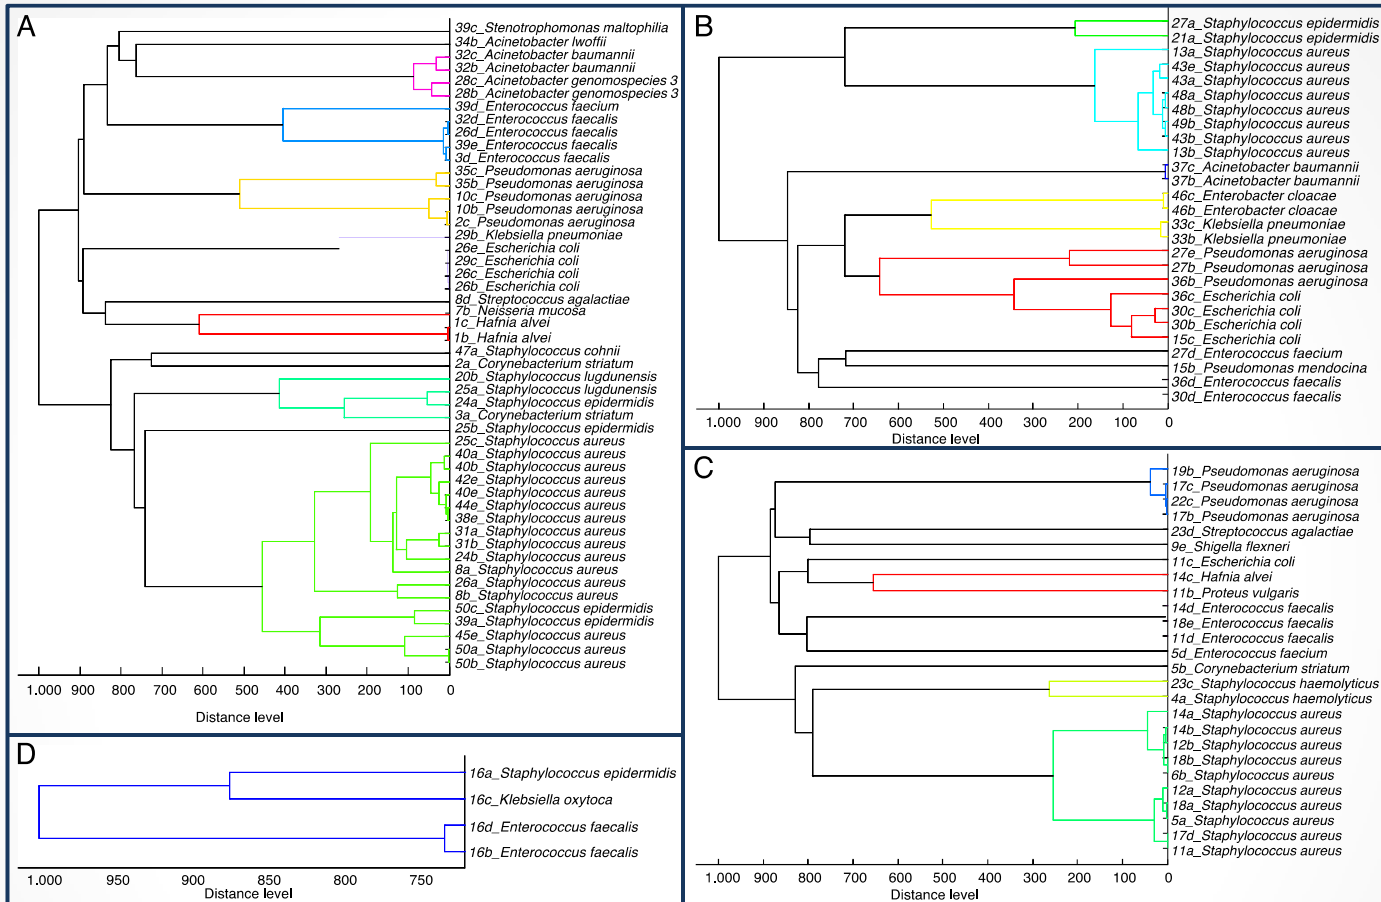 A
39c_Stenotrophomonas maltophilia
34b_Acinetobacter lwoffii
32c_Acinetobacter baumannii
32b_Acinetobacter baumannii
28c_Acinetobacter genomospecies 3
28b_Acinetobacter genomospecies 3
39d_Enterococcus faecium
32d_Enterococcus faecalis
26d_Enterococcus faecalis
39e_Enterococcus faecalis
3d_Enterococcus faecalis
35c_Pseudomonas aeruginosa
35b_Pseudomonas aeruginosa
10c_Pseudomonas aeruginosa
10b_Pseudomonas aeruginosa
2c_Pseudomonas aeruginosa
29b_Klebsiella pneumoniae
26e_Escherichia coli
29c_Escherichia coli
26c_Escherichia coli
26b_Escherichia coli
8d_Streptococcus agalactiae
7b_Neisseria mucosa
1c_Hafnia alvei
1b_Hafnia alvei
47a_Staphylococcus cohnii
2a_Corynebacterium striatum
20b_Staphylococcus lugdunensis
25a_Staphylococcus lugdunensis
24a_Staphylococcus epidermidis
3a_Corynebacterium striatum
25b_Staphylococcus epidermidis
25c_Staphylococcus aureus
40a_Staphylococcus aureus
40b_Staphylococcus aureus
42e_Staphylococcus aureus
40e_Staphylococcus aureus
44e_Staphylococcus aureus
38e_Staphylococcus aureus
31a_Staphylococcus aureus
31b_Staphylococcus aureus
24b_Staphylococcus aureus
8a_Staphylococcus aureus
26a_Staphylococcus aureus
8b_Staphylococcus aureus
50c_Staphylococcus epidermidis
39a_Staphylococcus epidermidis
45e_Staphylococcus aureus
50a_Staphylococcus aureus
50b_Staphylococcus aureus
1.000 900 800 700 600 500 400 300 200 100 0
Distance level
B
27a_Staphylococcus epidermidis
21a_Staphylococcus epidermidis
13a_Staphylococcus aureus
43e_Staphylococcus aureus
43a_Staphylococcus aureus
48a_Staphylococcus aureus
48b_Staphylococcus aureus
49b_Staphylococcus aureus
43b_Staphylococcus aureus
13b_Staphylococcus aureus
37c_Acinetobacter baumannii
37b_Acinetobacter baumannii
46c_Enterobacter cloacae
46b_Enterobacter cloacae
33c_Klebsiella pneumoniae
33b_Klebsiella pneumoniae
27e_Pseudomonas aeruginosa
27b_Pseudomonas aeruginosa
36b_Pseudomonas aeruginosa
36c_Escherichia coli
30c_Escherichia coli
30b_Escherichia coli
15c_Escherichia coli
27d_Enterococcus faecium
15b_Pseudomonas mendocina
36d_Enterococcus faecalis
30d_Enterococcus faecalis
1.000 900 800 700 600 500 400 300 200 100 0
Distance level
C
19b_Pseudomonas aeruginosa
17c_Pseudomonas aeruginosa
22c_Pseudomonas aeruginosa
17b_Pseudomonas aeruginosa
23d_Streptococcus agalactiae
9e_Shigella flexneri
11c_Escherichia coli
14c_Hafnia alvei
11b_Proteus vulgaris
14d_Enterococcus faecalis
18e_Enterococcus faecalis
11d_Enterococcus faecalis
5d_Enterococcus faecium
5b_Corynebacterium striatum
23c_Staphylococcus haemolyticus
4a_Staphylococcus haemolyticus
14a_Staphylococcus aureus
14b_Staphylococcus aureus
12b_Staphylococcus aureus
18b_Staphylococcus aureus
6b_Staphylococcus aureus
12a_Staphylococcus aureus
18a_Staphylococcus aureus
5a_Staphylococcus aureus
17d_Staphylococcus aureus
11a_Staphylococcus aureus
1.000 900 800 700 600 500 400 300 200 100 0
Distance level
D
16a_Staphylococcus epidermidis
16c_Klebsiella oxytoca
16d_Enterococcus faecalis
16b_Enterococcus faecalis
1.000 950 900 850 800 750
Distance level